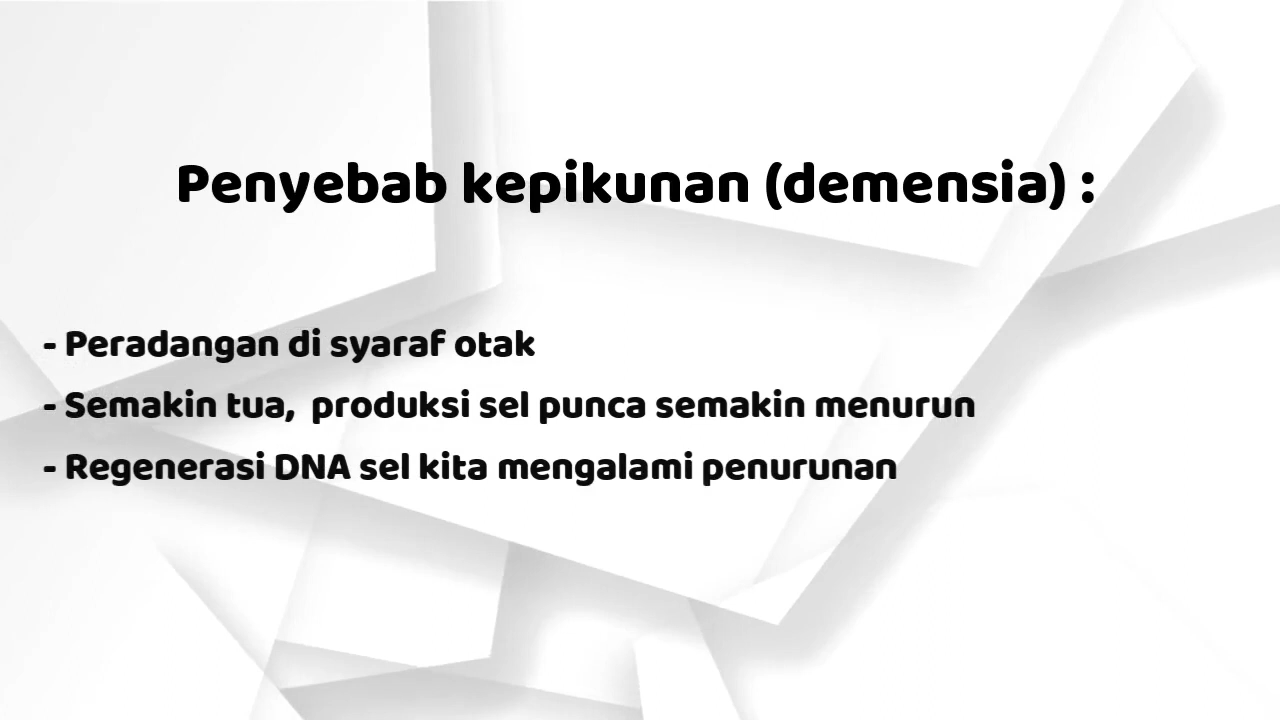 Penyebab kepikunan (demensia) :
- Peradangan di syaraf otak
- Semakin tua,  produksi sel punca semakin menurun
- Regenerasi DNA sel kita mengalami penurunan